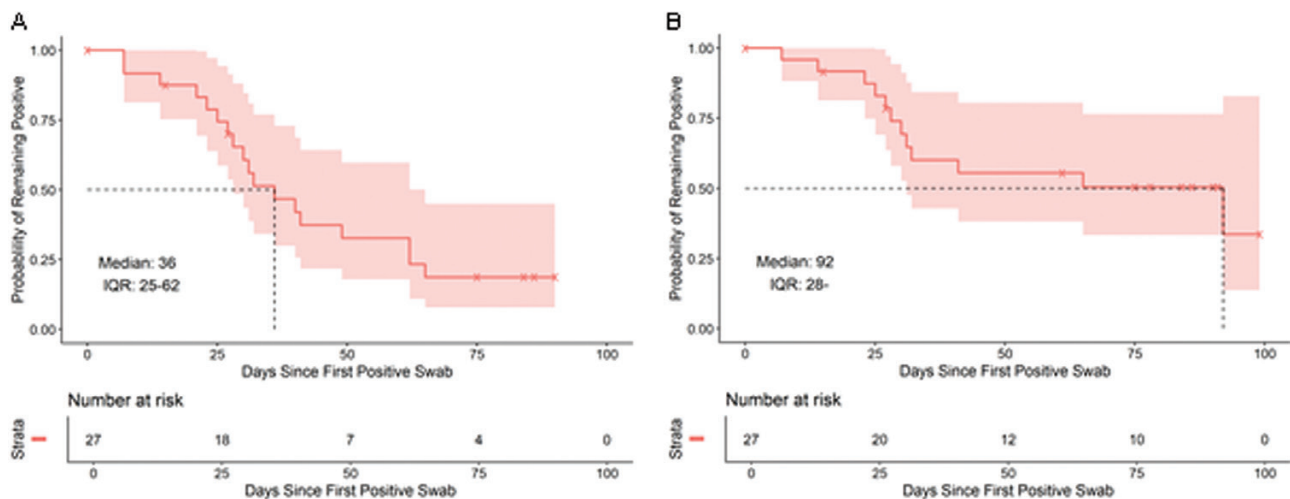 A
Probability of Remaining Positive
1.00
0.75
0.50
0.25
0.00
Median: 36
IQR: 25-62
0 25 50 75 100
Days Since First Positive Swab
Number at risk
Strata
27 18 7 4 0
0 25 50 75 100
Days Since First Positive Swab
B
Probability of Remaining Positive
1.00
0.75
0.50
0.25
0.00
Median: 92
IQR: 28-
0 25 50 75 100
Days Since First Positive Swab
Number at risk
Strata
27 20 12 10 0
0 25 50 75 100
Days Since First Positive Swab